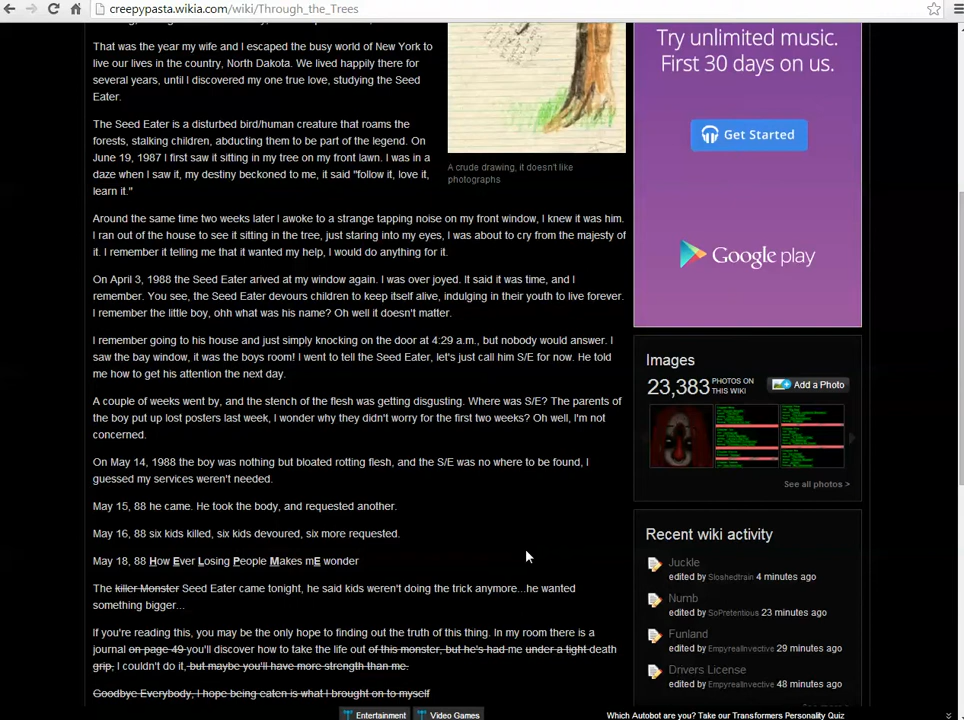 creepypasta.wikia.com/wiki/Through_the_Trees
That was the year my wife and I escaped the busy world of New York to
live our lives in the country, North Dakota. We lived happily there for
several years, until I discovered my one true love, studying the Seed
Eater.
The Seed Eater is a disturbed bird/human creature that roams the
forests, stalking children, abducting them to be part of the legend. On
June 19, 1987 I first saw it sitting in my tree on my front lawn. I was in a
daze when I saw it, my destiny beckoned to me, it said "follow it, love it,
learn it."
A crude drawing, it doesn't like
photographs
Around the same time two weeks later I awoke to a strange tapping noise on my front window, I knew it was him.
I ran out of the house to see it sitting in the tree, just staring into my eyes, I was about to cry from the majesty of
it. I remember it telling me that it wanted my help, I would do anything for it.
On April 3, 1988 the Seed Eater arived at my window again. I was over joyed. It said it was time, and I
remember. You see, the Seed Eater devours children to keep itself alive, indulging in their youth to live forever.
I remember the little boy, ohh what was his name? Oh well it doesn't matter.
I remember going to his house and just simply knocking on the door at 4:29 a.m., but nobody would answer. I
saw the bay window, it was the boys room! I went to tell the Seed Eater, let's just call him S/E for now. He told
me how to get his attention the next day.
A couple of weeks went by, and the stench of the flesh was getting disgusting. Where was S/E? The parents of
the boy put up lost posters last week, I wonder why they didn't worry for the first two weeks? Oh well, I'm not
concerned.
On May 14, 1988 the boy was nothing but bloated rotting flesh, and the S/E was no where to be found, I
guessed my services weren't needed.
May 15, 88 he came. He took the body, and requested another.
May 16, 88 six kids killed, six kids devoured, six more requested.
May 18, 88 How Ever Losing People Makes mE wonder
The killer Monster Seed Eater came tonight, he said kids weren't doing the trick anymore...he wanted
something bigger...
If you're reading this, you may be the only hope to finding out the truth of this thing. In my room there is a
journal on page 49 you'll discover how to take the life out of this monster, but he's had me under a tight death
grip, I couldn't do it, but maybe you'll have more strength than me.
Goodbye Everybody, I hope being eaten is what I brought on to myself
Try unlimited music.
First 30 days on us.
Get Started
Google play
Images
23,383 PHOTOS ON
THIS WIKI
Add a Photo
See all photos >
Recent wiki activity
Juckle
edited by Sloshedtrain 4 minutes ago
Numb
edited by SoPretentious 23 minutes ago
Funland
edited by EmpyrealInvective 29 minutes ago
Drivers License
edited by EmpyrealInvective 48 minutes ago
Entertainment
Video Games
Which Autobot are you? Take our Transformers Personality Quiz